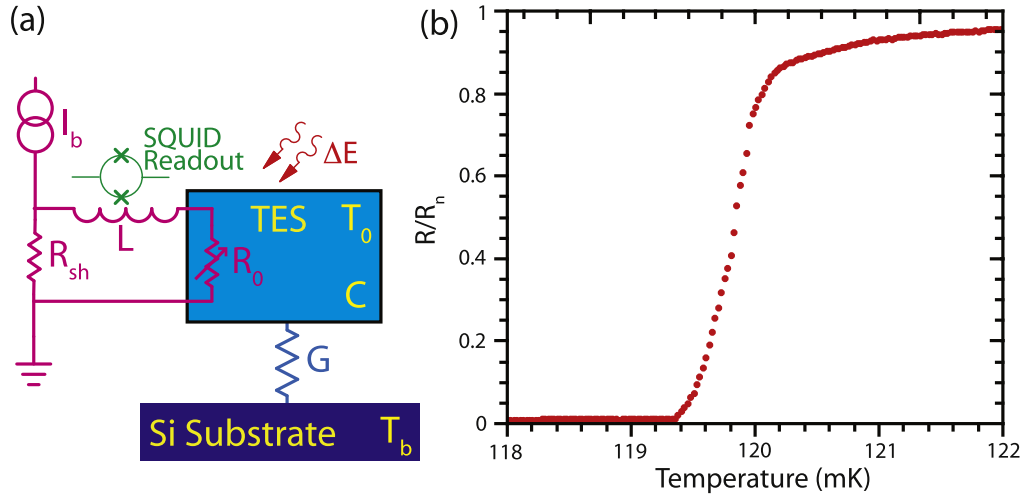 (a)
I_b
SQUID
Readout
ΔE
TES
T_0
R_sh
L
R_0
C
G
Si Substrate
T_b
(b)
R/R_n
1
0.8
0.6
0.4
0.2
0
118
119
120
121
122
Temperature (mK)